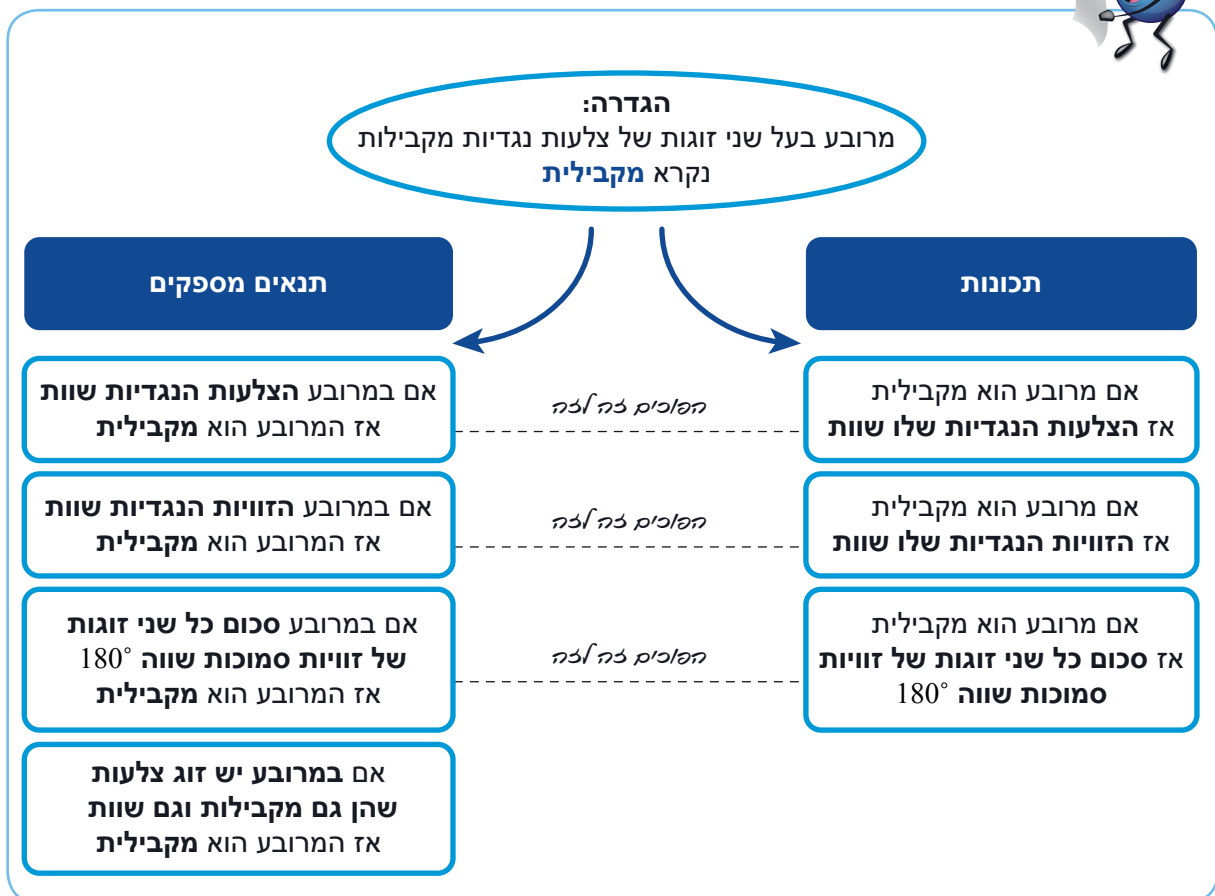 הגדרה:
מרובע בעל שני זוגות של צלעות נגדיות מקבילות
נקרא מקבילית
תכונות
תנאים מספקים
אם מרובע הוא מקבילית
אז הצלעות הנגדיות שלו שוות
הפוכים זה לזה
אם במרובע הצלעות הנגדיות שוות
אז המרובע הוא מקבילית
אם מרובע הוא מקבילית
אז הזוויות הנגדיות שלו שוות
הפוכים זה לזה
אם במרובע הזוויות הנגדיות שוות
אז המרובע הוא מקבילית
אם מרובע הוא מקבילית
אז סכום כל שני זוגות של זוויות
סמוכות שווה 180°
הפוכים זה לזה
אם במרובע סכום כל שני זוגות
של זוויות סמוכות שווה 180°
אז המרובע הוא מקבילית
אם במרובע יש זוג צלעות
שהן גם מקבילות וגם שוות
אז המרובע הוא מקבילית